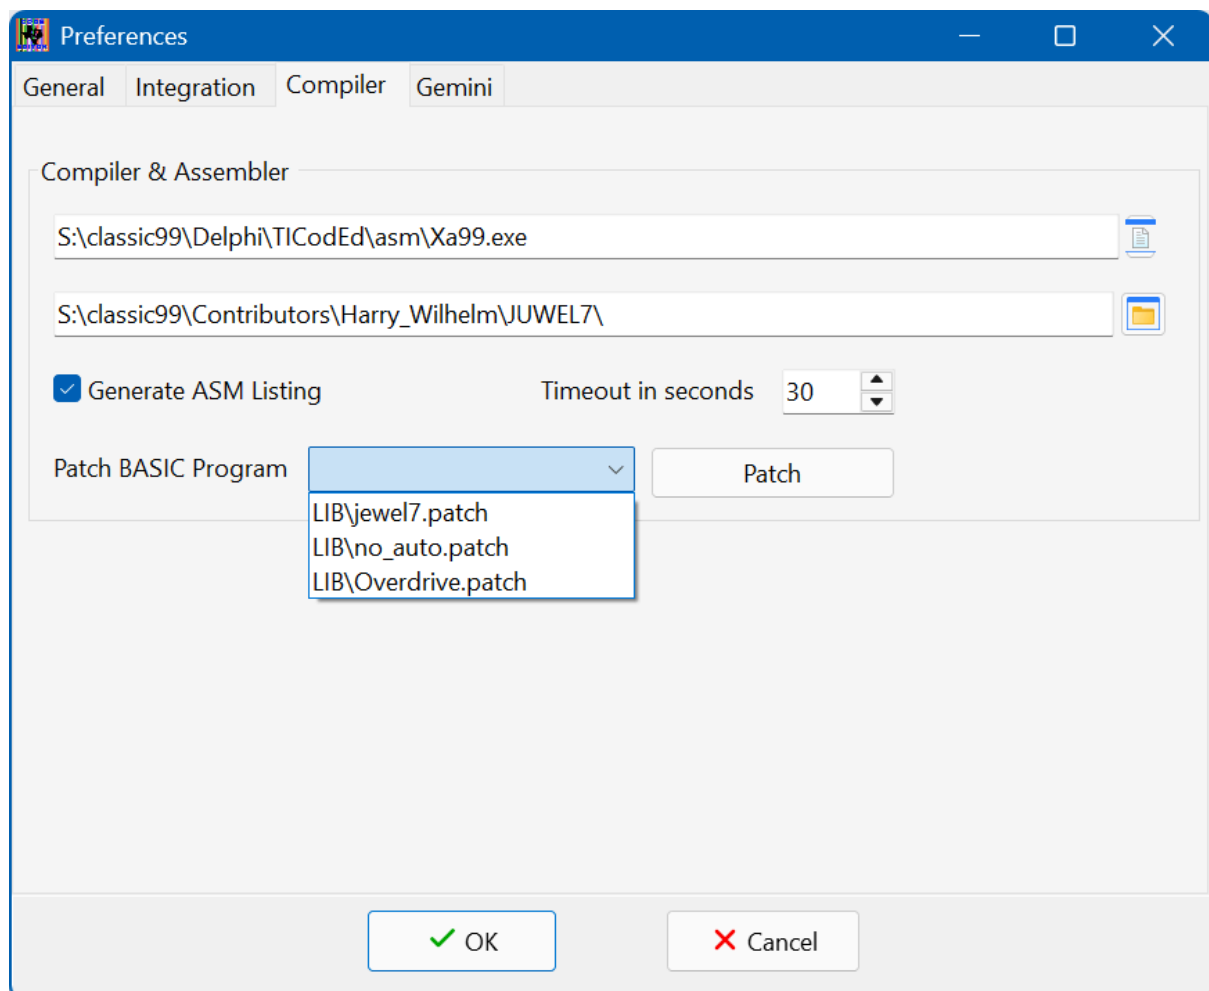 Preferences
General Integration Compiler Gemini
Compiler & Assembler
S:\classic99\Delphi\TICodEd\asm\Xa99.exe
S:\classic99\Contributors\Harry_Wilhelm\JUWEL7\
Generate ASM Listing Timeout in seconds 30
Patch BASIC Program Patch
LIB\jewel7.patch
LIB\no_auto.patch
LIB\Overdrive.patch
OK Cancel